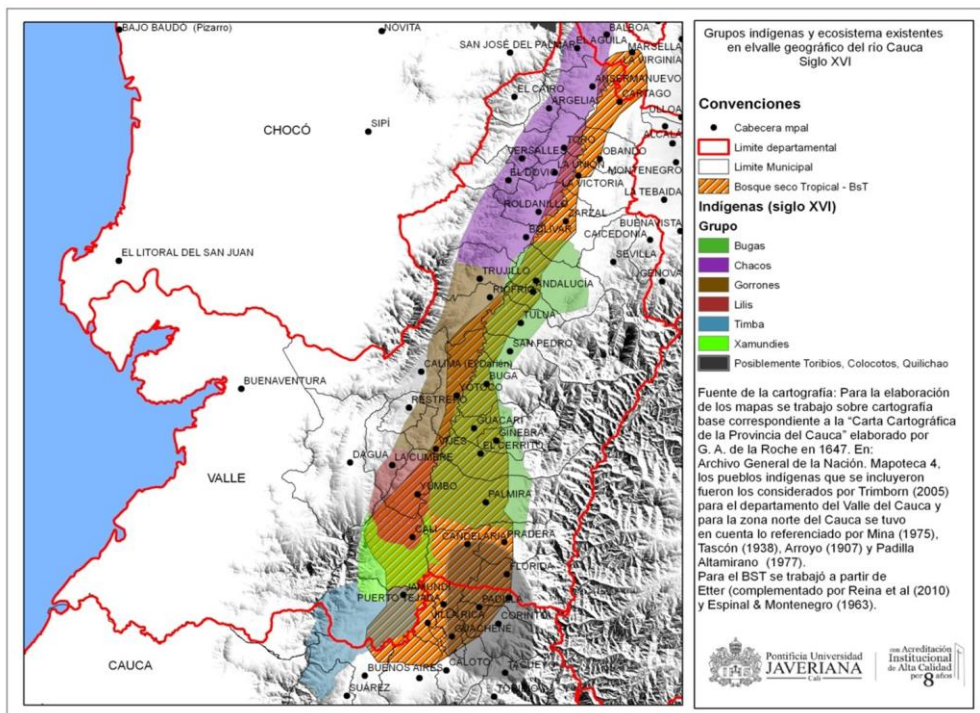 BAJO BAUDÓ (Pizarro)
NOVITA
BALBOA
SAN JOSÉ DEL PALMAR
EL AGUILA
MARSELLA
LA VIRGINIA
ANSERMANUEVO
EL CAIRO
CARTAGO
ARGELIA
ULLOA
CHOCÓ
SIPÍ
ALCALA
TORO
OBANDO
VERSALLES
LA UNION
MONTENEGRO
EL DOVIO
LA VICTORIA
LA TEBAIDA
ROLDANILLO
ZARZAL
BUENAVISTA
BOLIVAR
CAICEDONIA
EL LITORAL DEL SAN JUAN
SEVILLA
TRUJILLO
GENOVA
ANDALUCÍA
RIOFRIO
TULUA
SAN PEDRO
CALIMA (El Darien)
BUGA
BUENAVENTURA
YOTOCO
RESTREPO
GUACARI
GINEBRA
VIJES
EL CERRITO
DAGUA
LA CUMBRE
VALLE
YUMBO
PALMIRA
CALI
CANDELARIA
PRADERA
FLORIDA
JAMUNDI
PUERTO TEJADA
PADILLA
VILLA RICA
CORINTO
GUACHENE
CAUCA
BUENOS AIRES
CALOTO
SUÁREZ
Grupos indígenas y ecosistema existentes
en elvalle geográfico del río Cauca
Siglo XVI
Convenciones
Cabecera mpal
Limite departamental
Limite Municipal
Bosque seco Tropical - BsT
Indígenas (siglo XVI)
Grupo
Bugas
Chacos
Gorrones
Lilis
Timba
Xamundies
Posiblemente Toribios, Colocotos, Quilichao
Fuente de la cartografía: Para la elaboración
de los mapas se trabajo sobre cartografía
base correspondiente a la "Carta Cartográfica
de la Provincia del Cauca" elaborado por
G. A. de la Roche en 1647. En:
Archivo General de la Nación. Mapoteca 4,
los pueblos indígenas que se incluyeron
fueron los considerados por Trimborn (2005)
para el departamento del Valle del Cauca y
para la zona norte del Cauca se tuvo
en cuenta lo referenciado por Mina (1975),
Tascón (1938), Arroyo (1907) y Padilla
Altamirano (1977).
Para el BST se trabajó a partir de
Etter (complementado por Reina et al (2010)
y Espinal & Montenegro (1963).
Pontificia Universidad
JAVERIANA
Cali
con Acreditación
Institucional
de Alta Calidad
por 8 años